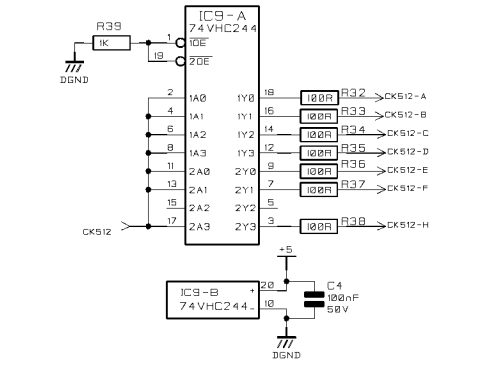 R39
1K
DGND
IC9-A
74VHC244
1 1OE
19 2OE
2 1A0 1Y0 18 100R R32 CK512-A
4 1A1 1Y1 16 100R R33 CK512-B
6 1A2 1Y2 14 100R R34 CK512-C
8 1A3 1Y3 12 100R R35 CK512-D
11 2A0 2Y0 9 100R R36 CK512-E
13 2A1 2Y1 7 100R R37 CK512-F
15 2A2 2Y2 5
17 2A3 2Y3 3 100R R38 CK512-H
CK512
+5
IC9-B + 20
74VHC244 - 10
C4
100nF
50V
DGND